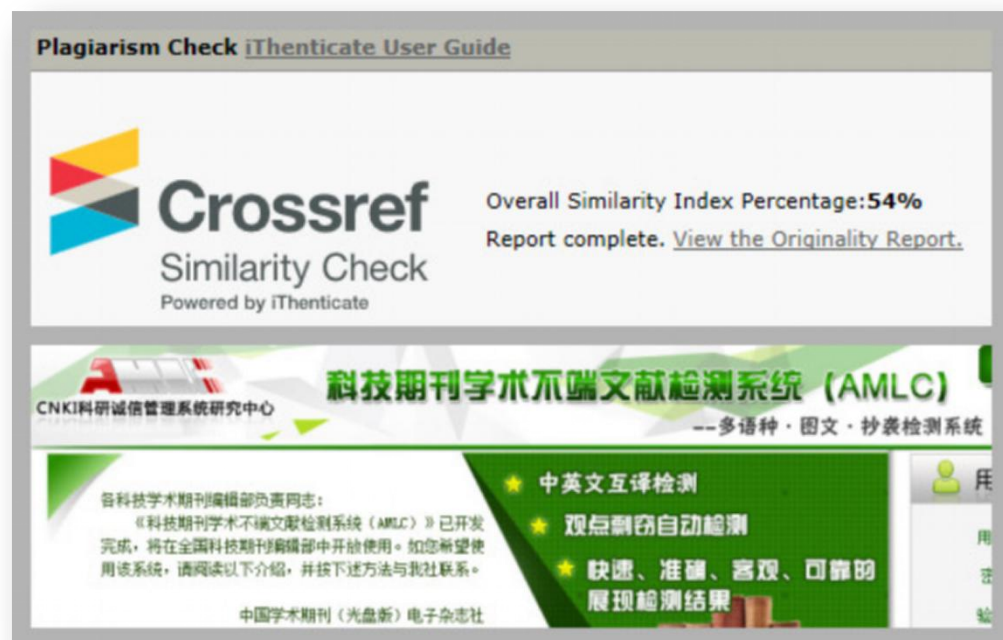 Plagiarism Check iThenticate User Guide
Crossref
Similarity Check
Powered by iThenticate
Overall Similarity Index Percentage:54%
Report complete. View the Originality Report.
CNKI科研诚信管理系统研究中心
科技期刊学术不端文献检测系统（AMLC）
--多语种·图文·抄袭检测系统
各科技学术期刊编辑部负责同志：
《科技期刊学术不端文献检测系统（AMLC）》已开发
完成，将在全国科技期刊编辑部中开放使用。如您希望使
用该系统，请阅读以下介绍，并按下述方法与我社联系。
中国学术期刊（光盘版）电子杂志社
中英文互译检测
观点剽窃自动检测
快速、准确、客观、可靠的
展现检测结果
用
用
密
验